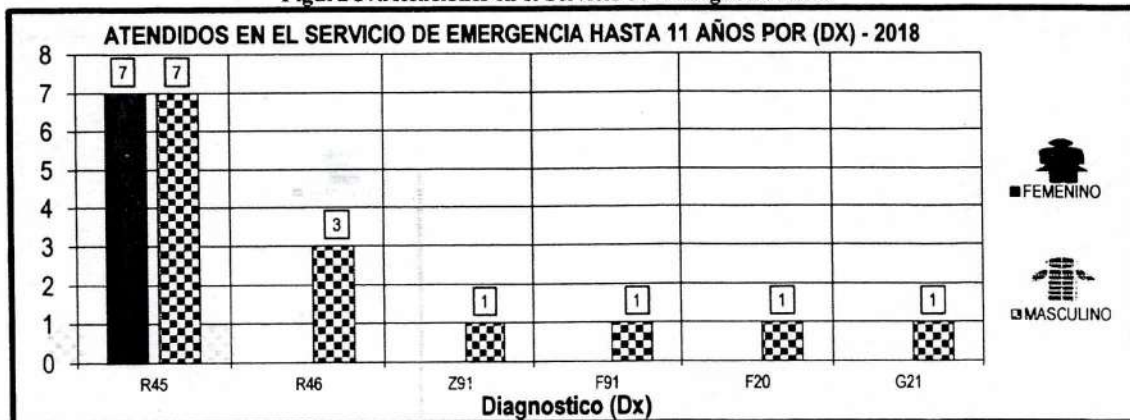 ATENDIDOS EN EL SERVICIO DE EMERGENCIA HASTA 11 AÑOS POR (DX) - 2018
8
7
6
5
4
3
2
1
0
7
7
3
1
1
1
1
R45
R46
Z91
F91
F20
G21
Diagnostico (Dx)
FEMENINO
MASCULINO